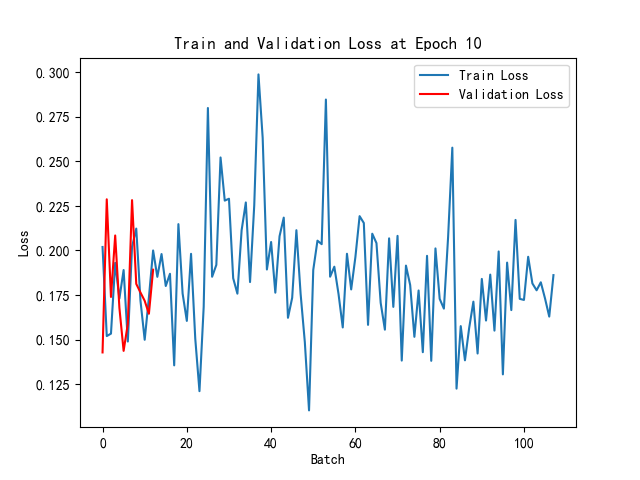 Train and Validation Loss at Epoch 10
Train Loss
Validation Loss
0.300
0.275
0.250
0.225
0.200
0.175
0.150
0.125
Loss
0 20 40 60 80 100
Batch